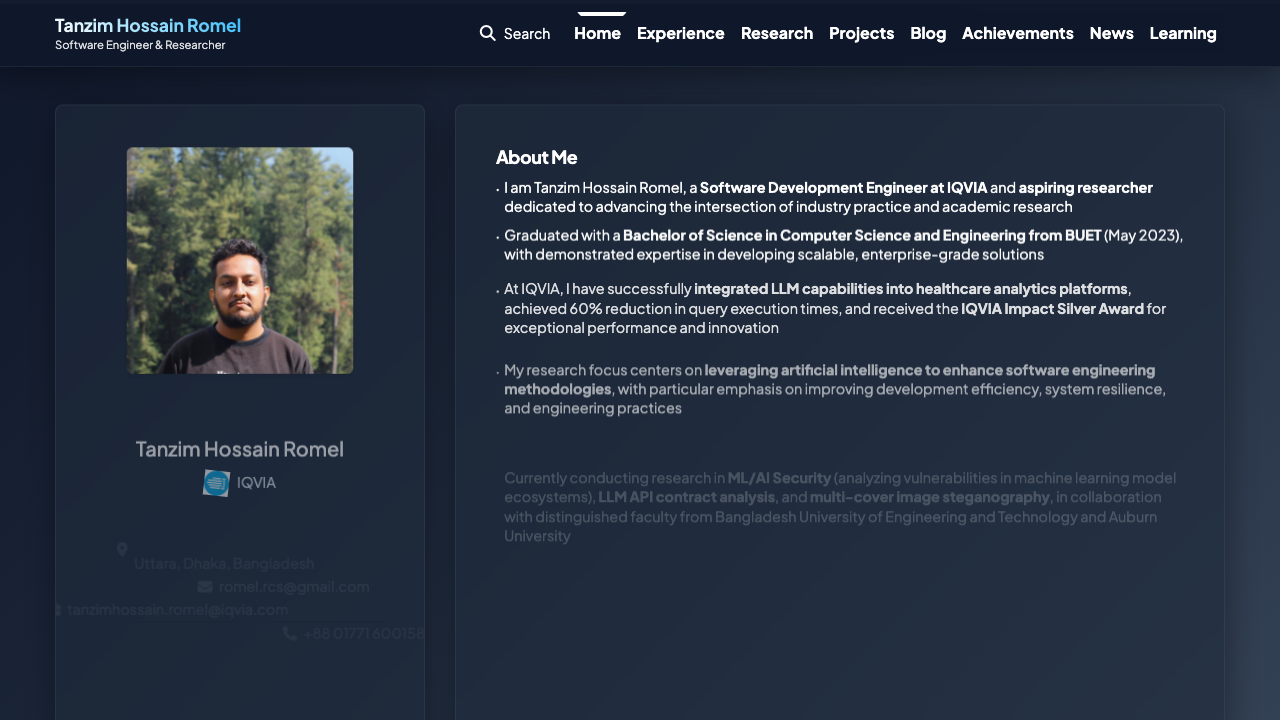 Tanzim Hossain Romel
Software Engineer & Researcher
Search
Home
Experience
Research
Projects
Blog
Achievements
News
Learning
Tanzim Hossain Romel
IQVIA
Uttara, Dhaka, Bangladesh
romel.rcs@gmail.com
tanzimhossain.romel@iqvia.com
+88 01771 600158
About Me
· I am Tanzim Hossain Romel, a Software Development Engineer at IQVIA and aspiring researcher
dedicated to advancing the intersection of industry practice and academic research
· Graduated with a Bachelor of Science in Computer Science and Engineering from BUET (May 2023),
with demonstrated expertise in developing scalable, enterprise-grade solutions
· At IQVIA, I have successfully integrated LLM capabilities into healthcare analytics platforms,
achieved 60% reduction in query execution times, and received the IQVIA Impact Silver Award for
exceptional performance and innovation
· My research focus centers on leveraging artificial intelligence to enhance software engineering
methodologies, with particular emphasis on improving development efficiency, system resilience,
and engineering practices
Currently conducting research in ML/AI Security (analyzing vulnerabilities in machine learning model
ecosystems), LLM API contract analysis, and multi-cover image steganography, in collaboration
with distinguished faculty from Bangladesh University of Engineering and Technology and Auburn
University